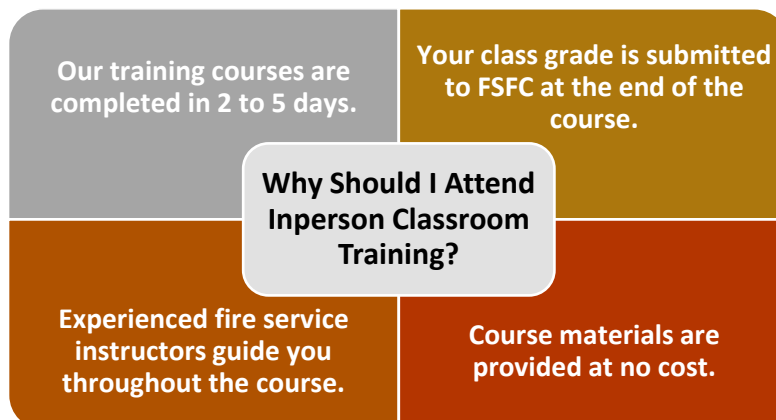 Our training courses are
completed in 2 to 5 days.
Your class grade is submitted
to FSFC at the end of the
course.
Why Should I Attend
Inperson Classroom
Training?
Experienced fire service
instructors guide you
throughout the course.
Course materials are
provided at no cost.